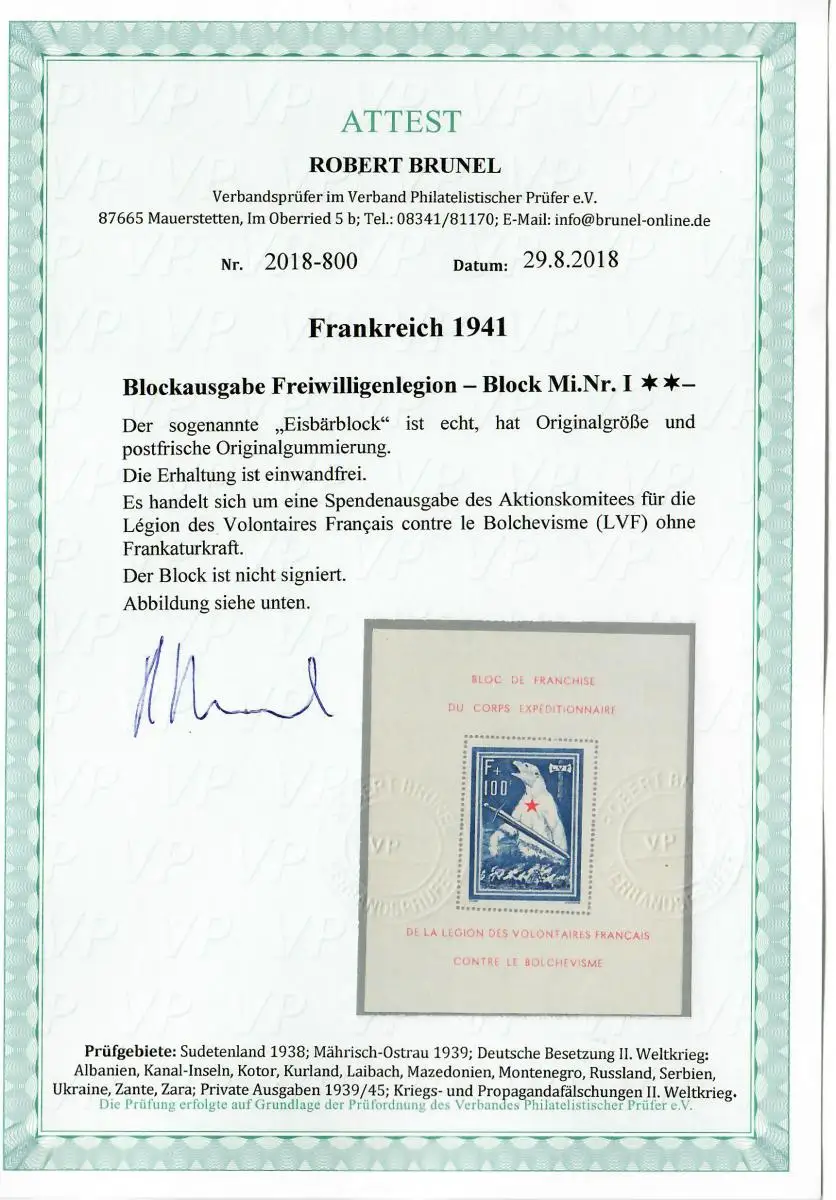 ATTEST
ROBERT BRUNEL
Verbandsprüfer im Verband Philatelistischer Prüfer e.V.
87665 Mauerstetten, Im Oberried 5 b; Tel.: 08341/81170; E-Mail: info@brunel-online.de
Nr. 2018-800 Datum: 29.8.2018
Frankreich 1941
Blockausgabe Freiwilligenlegion – Block Mi.Nr. I ✶✶–
Der sogenannte „Eisbärblock“ ist echt, hat Originalgröße und
postfrische Originalgummierung.
Die Erhaltung ist einwandfrei.
Es handelt sich um eine Spendenausgabe des Aktionskomitees für die
Légion des Volontaires Français contre le Bolchevisme (LVF) ohne
Frankaturkraft.
Der Block ist nicht signiert.
Abbildung siehe unten.
BLOC DE FRANCHISE
DU CORPS EXPÉDITIONNAIRE
F+
100F
LVF
ROBERT BRUNEL
VP
VERBANDSPRÜFER
DE LA LÉGION DES VOLONTAIRES FRANÇAIS
CONTRE LE BOLCHEVISME
Prüfgebiete: Sudetenland 1938; Mährisch-Ostrau 1939; Deutsche Besetzung II. Weltkrieg:
Albanien, Kanal-Inseln, Kotor, Kurland, Laibach, Mazedonien, Montenegro, Russland, Serbien,
Ukraine, Zante, Zara; Private Ausgaben 1939/45; Kriegs- und Propagandafälschungen II. Weltkrieg.
Die Prüfung erfolgte auf Grundlage der Prüfordnung des Verbandes Philatelistischer Prüfer e.V.